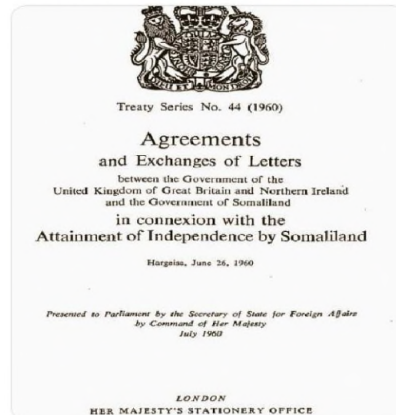 Treaty Series No. 44 (1960)
Agreements
and Exchanges of Letters
between the Government of the
United Kingdom of Great Britain and Northern Ireland
and the Government of Somaliland
in connexion with the
Attainment of Independence by Somaliland
Hargeisa, June 26, 1960
Presented to Parliament by the Secretary of State for Foreign Affairs
by Command of Her Majesty
July 1960
LONDON
HER MAJESTY'S STATIONERY OFFICE